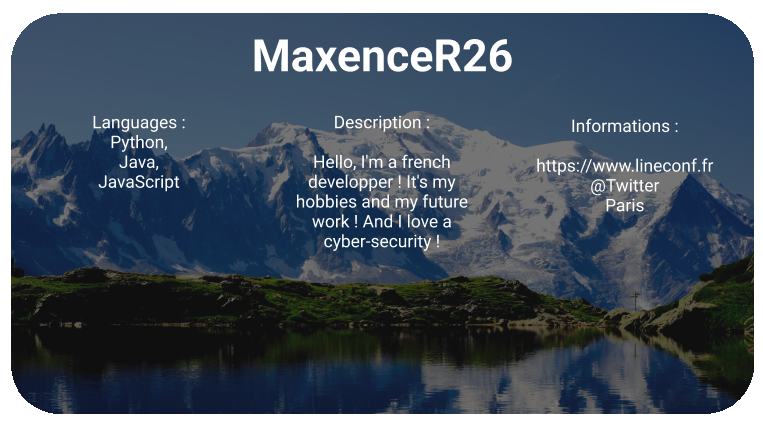 MaxenceR26
Languages :
Python,
Java,
JavaScript
Description :
Hello, I'm a french
developper ! It's my
hobbies and my future
work ! And I love a
cyber-security !
Informations :
https://www.lineconf.fr
@Twitter
Paris